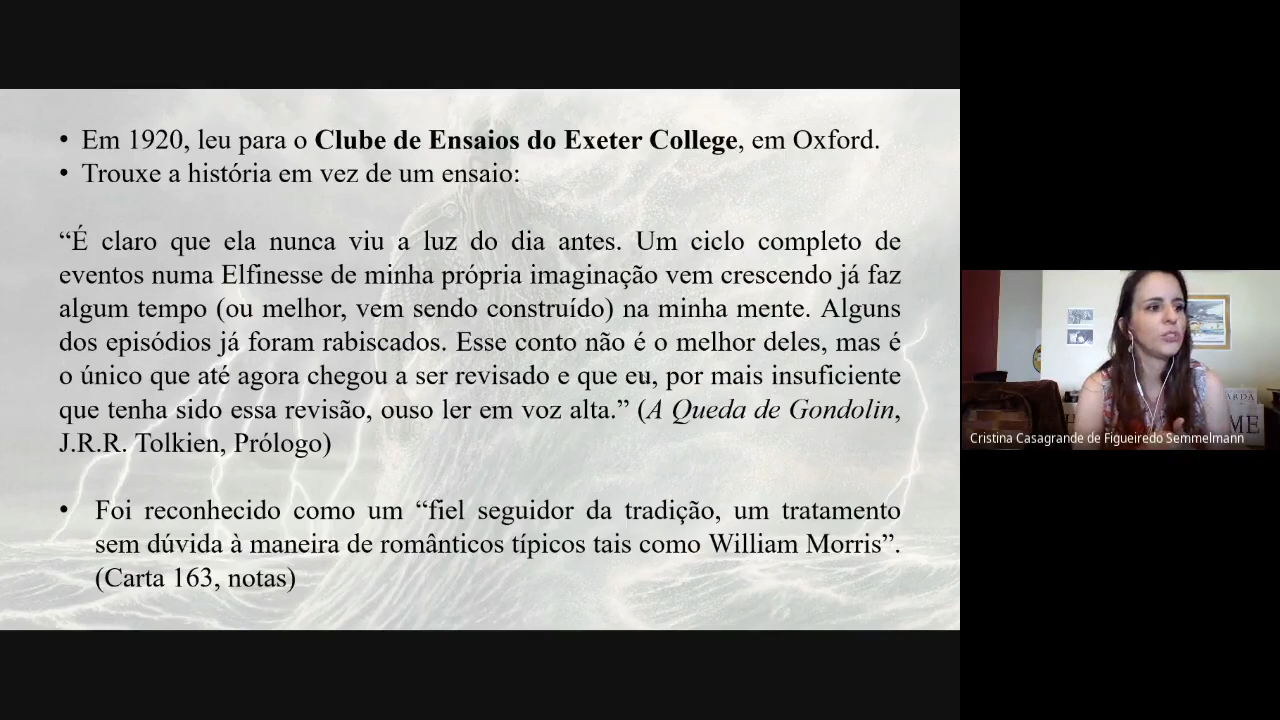 • Em 1920, leu para o Clube de Ensaios do Exeter College, em Oxford.
• Trouxe a história em vez de um ensaio:
“É claro que ela nunca viu a luz do dia antes. Um ciclo completo de
eventos numa Elfinesse de minha própria imaginação vem crescendo já faz
algum tempo (ou melhor, vem sendo construído) na minha mente. Alguns
dos episódios já foram rabiscados. Esse conto não é o melhor deles, mas é
o único que até agora chegou a ser revisado e que eu, por mais insuficiente
que tenha sido essa revisão, ouso ler em voz alta.” (A Queda de Gondolin,
J.R.R. Tolkien, Prólogo)
• Foi reconhecido como um “fiel seguidor da tradição, um tratamento
sem dúvida à maneira de românticos típicos tais como William Morris”.
(Carta 163, notas)
ARDA
ME
Cristina Casagrande de Figueiredo Semmelmann